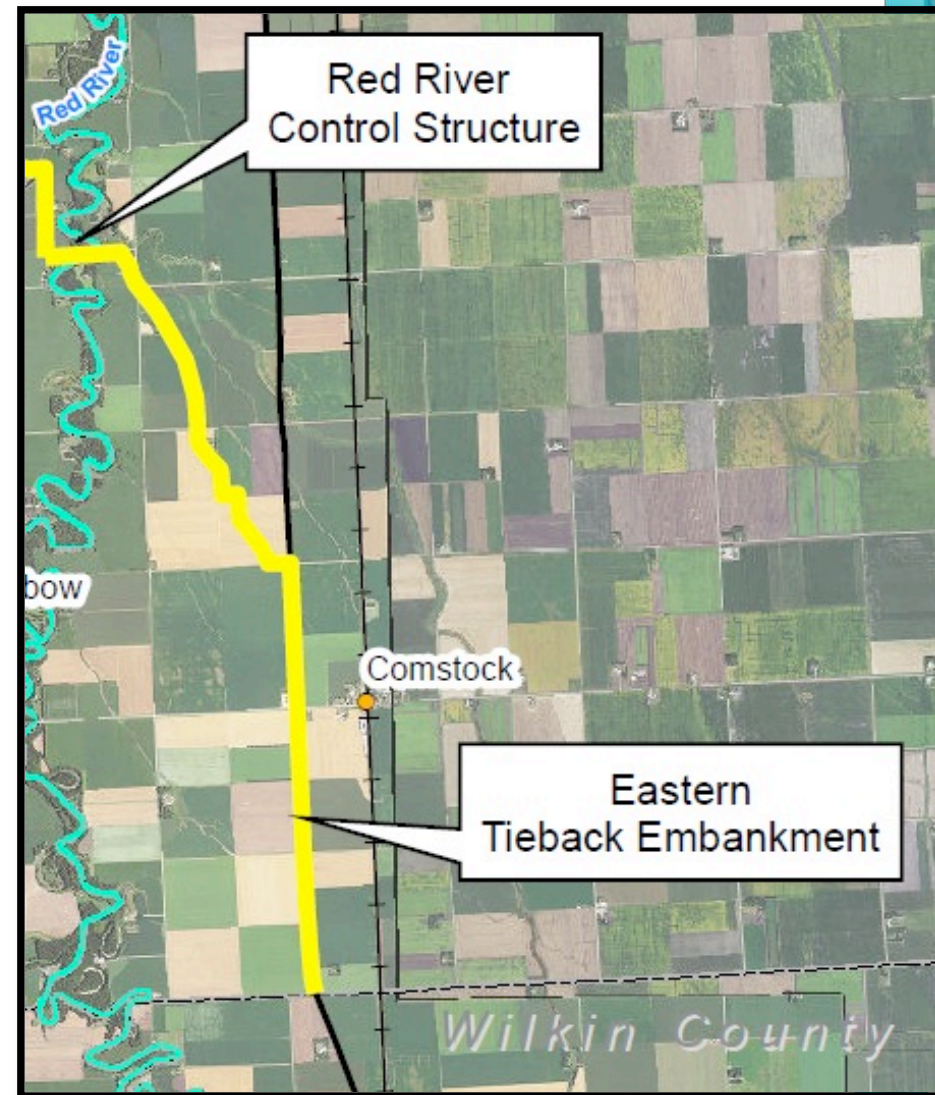 Red River
Control Structure
Red River
bow
Comstock
Eastern
Tieback Embankment
Wilkin County